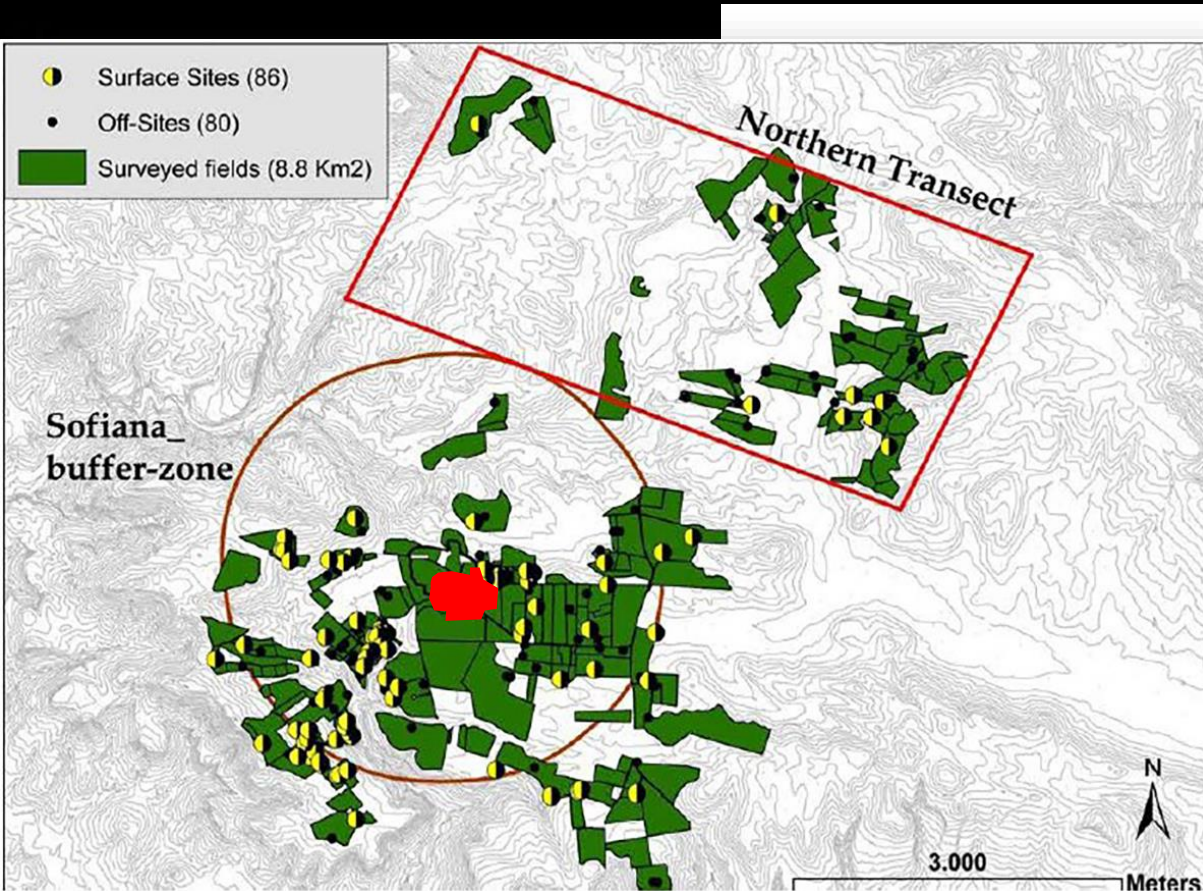 Surface Sites (86)
Off-Sites (80)
Surveyed fields (8.8 Km2)
Northern Transect
Sofiana_
buffer-zone
N
3.000
Meters